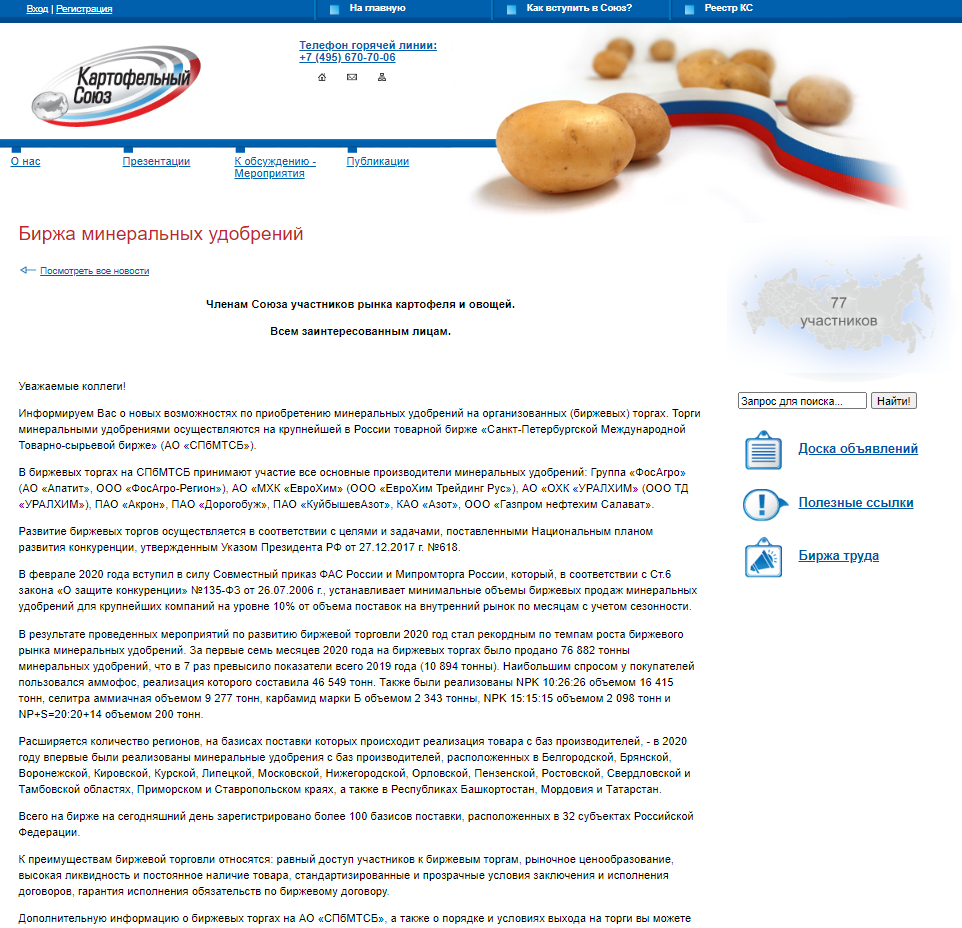 Вход | Регистрация
На главную
Как вступить в Союз?
Реестр КС
Картофельный
Союз
Телефон горячей линии:
+7 (495) 670-70-06
О нас
Презентации
К обсуждению -
Мероприятия
Публикации
Биржа минеральных удобрений
Посмотреть все новости
Членам Союза участников рынка картофеля и овощей.
Всем заинтересованным лицам.
Уважаемые коллеги!
Информируем Вас о новых возможностях по приобретению минеральных удобрений на организованных (биржевых) торгах. Торги
минеральными удобрениями осуществляются на крупнейшей в России товарной бирже «Санкт-Петербургской Международной
Товарно-сырьевой бирже» (АО «СПбМТСБ»).
В биржевых торгах на СПбМТСБ принимают участие все основные производители минеральных удобрений: Группа «ФосАгро»
(АО «Апатит», ООО «ФосАгро-Регион»), АО «МХК «ЕвроХим» (ООО «ЕвроХим Трейдинг Рус»), АО «ОХК «УРАЛХИМ» (ООО ТД
«УРАЛХИМ»), ПАО «Акрон», ПАО «Дорогобуж», ПАО «КуйбышевАзот», КАО «Азот», ООО «Газпром нефтехим Салават».
Развитие биржевых торгов осуществляется в соответствии с целями и задачами, поставленными Национальным планом
развития конкуренции, утвержденным Указом Президента РФ от 27.12.2017 г. №618.
В феврале 2020 года вступил в силу Совместный приказ ФАС России и Мипромторга России, который, в соответствии с Ст.6
закона «О защите конкуренции» №135-ФЗ от 26.07.2006 г., устанавливает минимальные объемы биржевых продаж минеральных
удобрений для крупнейших компаний на уровне 10% от объема поставок на внутренний рынок по месяцам с учетом сезонности.
В результате проведенных мероприятий по развитию биржевой торговли 2020 год стал рекордным по темпам роста биржевого
рынка минеральных удобрений. За первые семь месяцев 2020 года на биржевых торгах было продано 76 882 тонны
минеральных удобрений, что в 7 раз превысило показатели всего 2019 года (10 894 тонны). Наибольшим спросом у покупателей
пользовался аммофос, реализация которого составила 46 549 тонн. Также были реализованы NPK 10:26:26 объемом 16 415
тонн, селитра аммиачная объемом 9 277 тонн, карбамид марки Б объемом 2 343 тонны, NPK 15:15:15 объемом 2 098 тонн и
NP+S=20:20+14 объемом 200 тонн.
Расширяется количество регионов, на базисах поставки которых происходит реализация товара с баз производителей, - в 2020
году впервые были реализованы минеральные удобрения с баз производителей, расположенных в Белгородской, Брянской,
Воронежской, Кировской, Курской, Липецкой, Московской, Нижегородской, Орловской, Пензенской, Ростовской, Свердловской и
Тамбовской областях, Приморском и Ставропольском краях, а также в Республиках Башкортостан, Мордовия и Татарстан.
Всего на бирже на сегодняшний день зарегистрировано более 100 базисов поставки, расположенных в 32 субъектах Российской
Федерации.
К преимуществам биржевой торговли относятся: равный доступ участников к биржевым торгам, рыночное ценообразование,
высокая ликвидность и постоянное наличие товара, стандартизированные и прозрачные условия заключения и исполнения
договоров, гарантия исполнения обязательств по биржевому договору.
Дополнительную информацию о биржевых торгах на АО «СПбМТСБ», а также о порядке и условиях выхода на торги вы можете
77
участников
Запрос для поиска...
Найти!
Доска объявлений
Полезные ссылки
Биржа труда